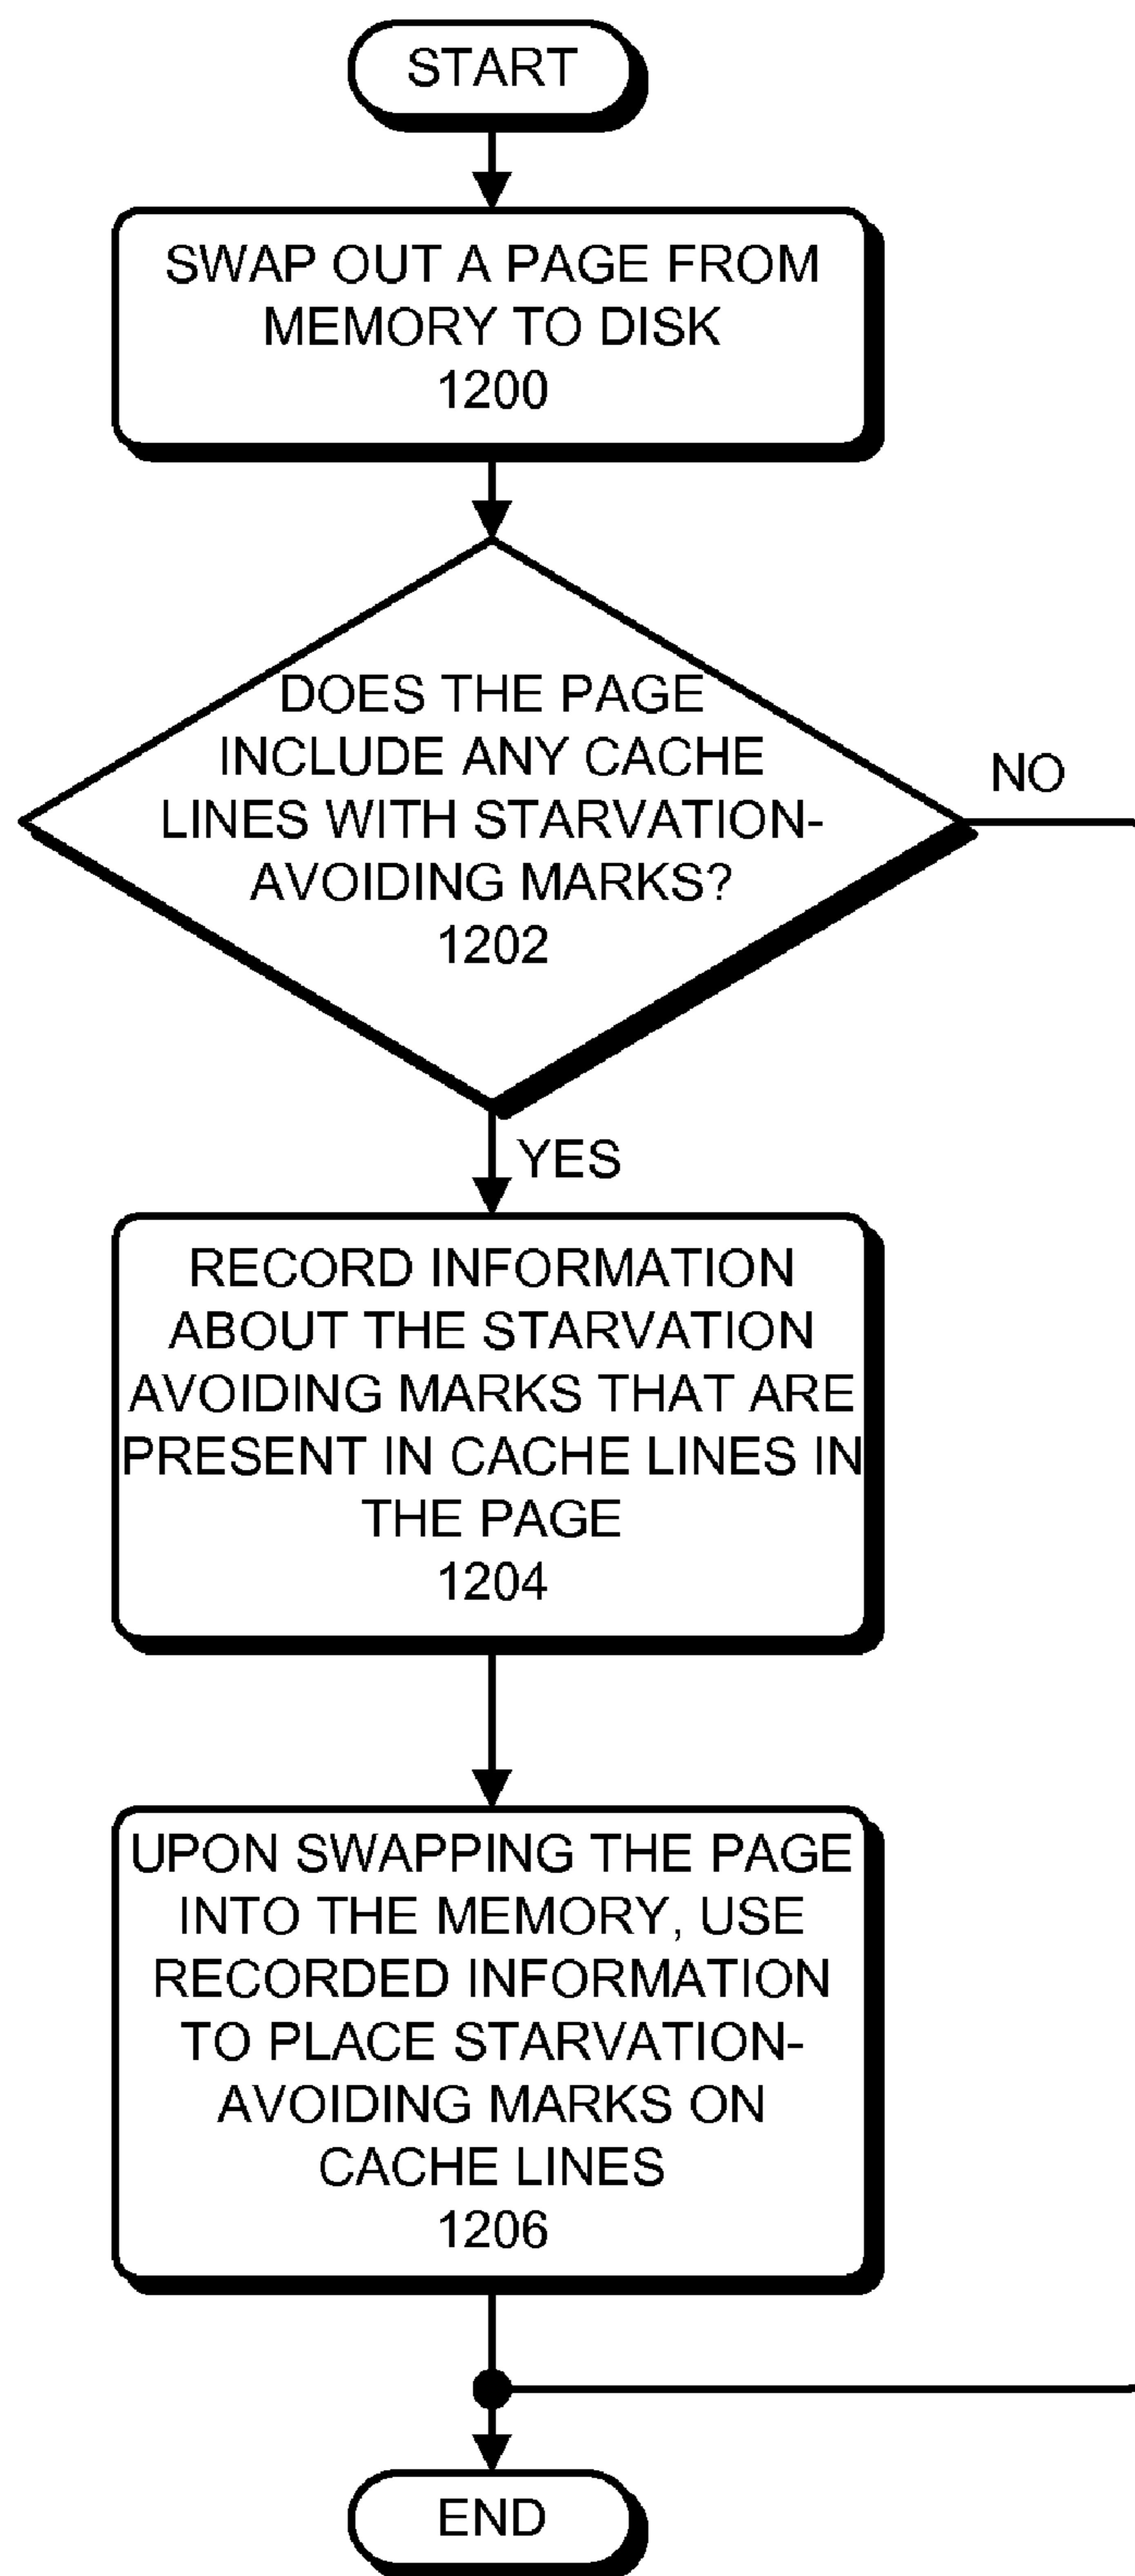 START
SWAP OUT A PAGE FROM
MEMORY TO DISK
1200
DOES THE PAGE
INCLUDE ANY CACHE
LINES WITH STARVATION-
AVOIDING MARKS?
1202
NO
YES
RECORD INFORMATION
ABOUT THE STARVATION
AVOIDING MARKS THAT ARE
PRESENT IN CACHE LINES IN
THE PAGE
1204
UPON SWAPPING THE PAGE
INTO THE MEMORY, USE
RECORDED INFORMATION
TO PLACE STARVATION-
AVOIDING MARKS ON
CACHE LINES
1206
END